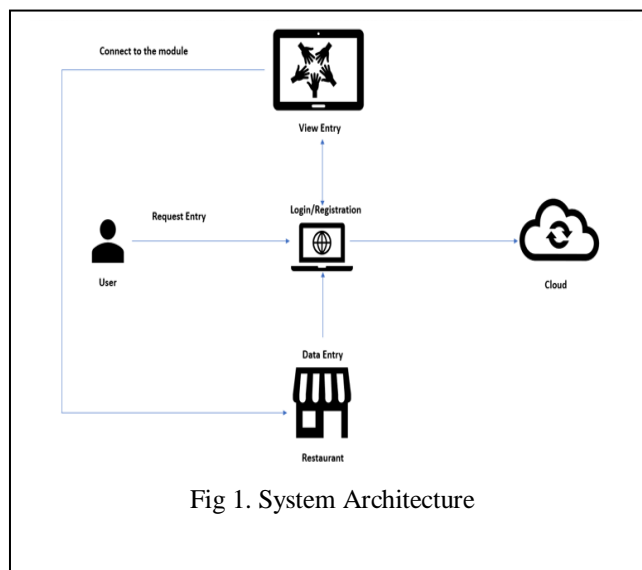 Connect to the module
View Entry
Request Entry
Login/Registration
User
Cloud
Data Entry
Restaurant
Fig 1. System Architecture